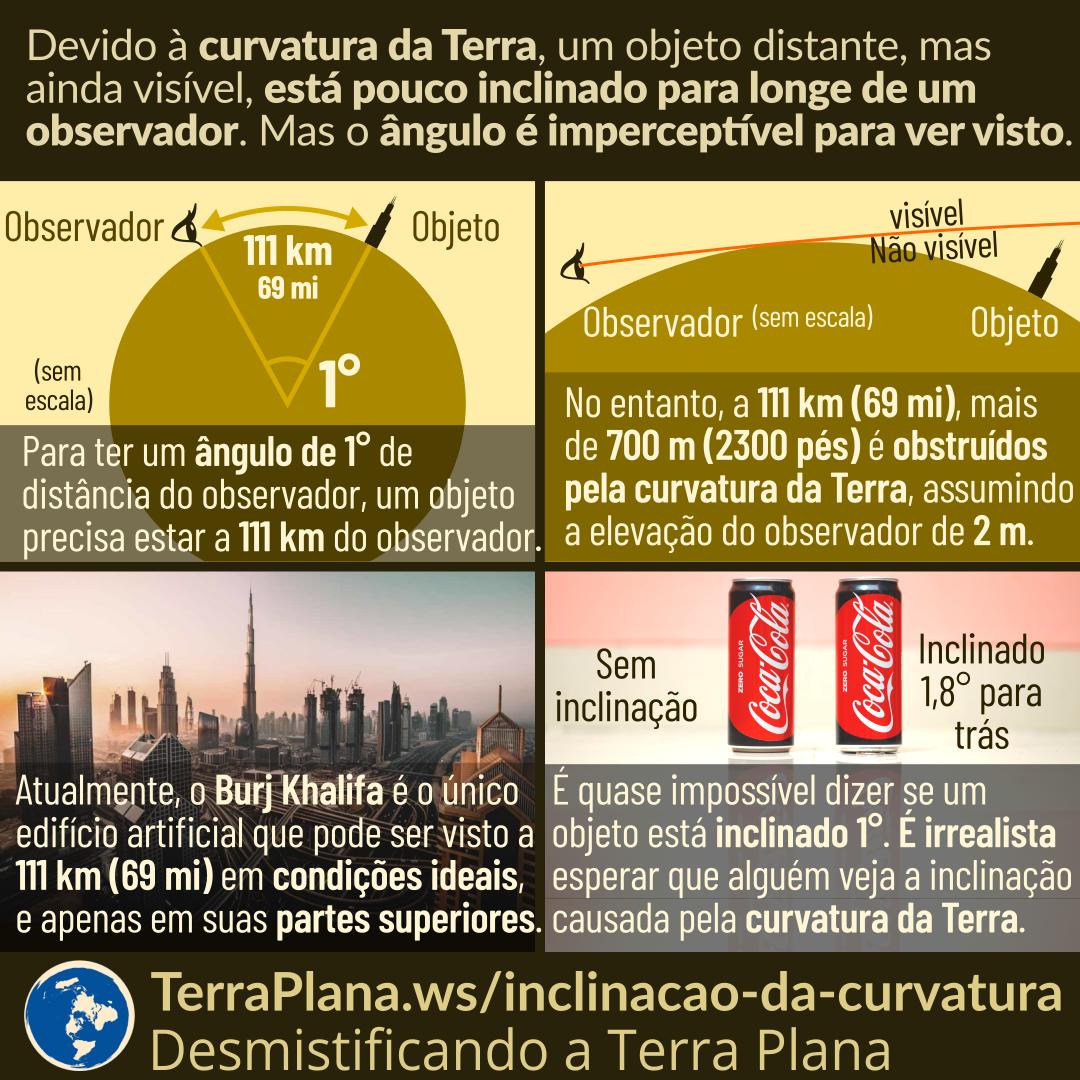 Devido à curvatura da Terra, um objeto distante, mas
ainda visível, está pouco inclinado para longe de um
observador. Mas o ângulo é imperceptível para ver visto.
Observador
Objeto
111 km
69 mi
1°
(sem
escala)
Para ter um ângulo de 1° de
distância do observador, um objeto
precisa estar a 111 km do observador.
visível
Não visível
Observador (sem escala)
Objeto
No entanto, a 111 km (69 mi), mais
de 700 m (2300 pés) é obstruídos
pela curvatura da Terra, assumindo
a elevação do observador de 2 m.
Atualmente, o Burj Khalifa é o único
edifício artificial que pode ser visto a
111 km (69 mi) em condições ideais,
e apenas em suas partes superiores.
Sem
inclinação
ZERO SUGAR
Coca-Cola
ZERO SUGAR
Coca-Cola
Inclinado
1,8° para
trás
É quase impossível dizer se um
objeto está inclinado 1°. É irrealista
esperar que alguém veja a inclinação
causada pela curvatura da Terra.
TerraPlana.ws/inclinacao-da-curvatura
Desmistificando a Terra Plana